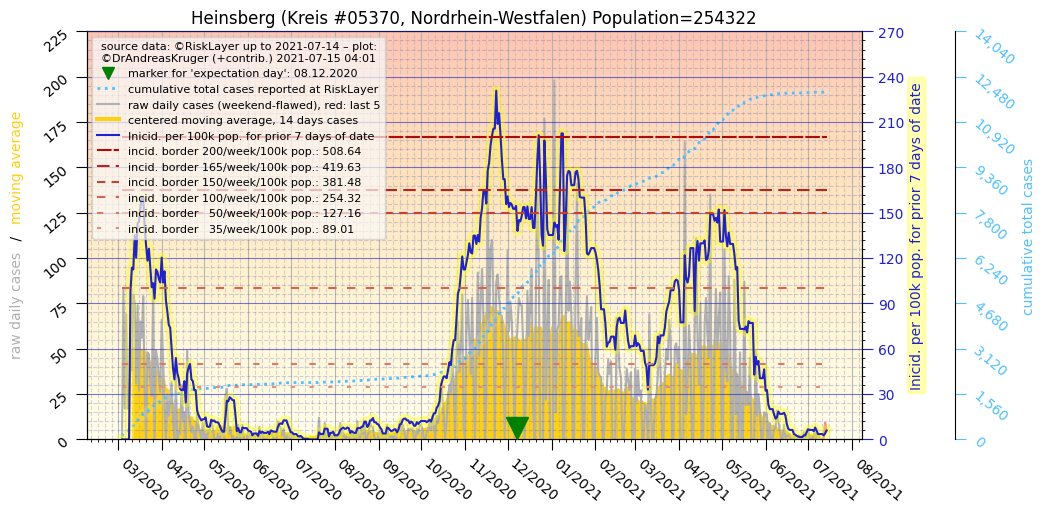 Heinsberg (Kreis #05370, Nordrhein-Westfalen) Population=254322
source data: ©RiskLayer up to 2021-07-14 – plot:
©DrAndreasKruger (+contrib.) 2021-07-15 04:01
marker for 'expectation day': 08.12.2020
cumulative total cases reported at RiskLayer
raw daily cases (weekend-flawed), red: last 5
centered moving average, 14 days cases
Inicid. per 100k pop. for prior 7 days of date
incid. border 200/week/100k pop.: 508.64
incid. border 165/week/100k pop.: 419.63
incid. border 150/week/100k pop.: 381.48
incid. border 100/week/100k pop.: 254.32
incid. border   50/week/100k pop.: 127.16
incid. border   35/week/100k pop.: 89.01
raw daily cases   /   moving average
225
200
175
150
125
100
75
50
25
0
03/2020
04/2020
05/2020
06/2020
07/2020
08/2020
09/2020
10/2020
11/2020
12/2020
01/2021
02/2021
03/2021
04/2021
05/2021
06/2021
07/2021
08/2021
270
240
210
180
150
120
90
60
30
0
Inicid. per 100k pop. for prior 7 days of date
14,040
12,480
10,920
9,360
7,800
6,240
4,680
3,120
1,560
0
cumulative total cases